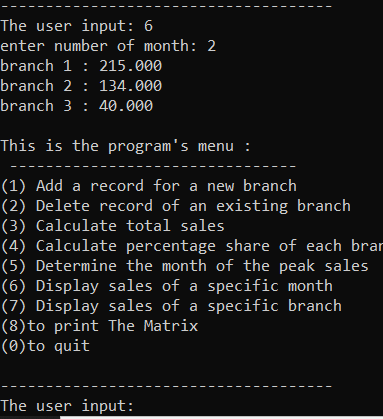 -------------------------------------
The user input: 6
enter number of month: 2
branch 1 : 215.000
branch 2 : 134.000
branch 3 : 40.000
This is the program's menu :
--------------------------------
(1) Add a record for a new branch
(2) Delete record of an existing branch
(3) Calculate total sales
(4) Calculate percentage share of each bran
(5) Determine the month of the peak sales
(6) Display sales of a specific month
(7) Display sales of a specific branch
(8)to print The Matrix
(0)to quit
-------------------------------------
The user input: